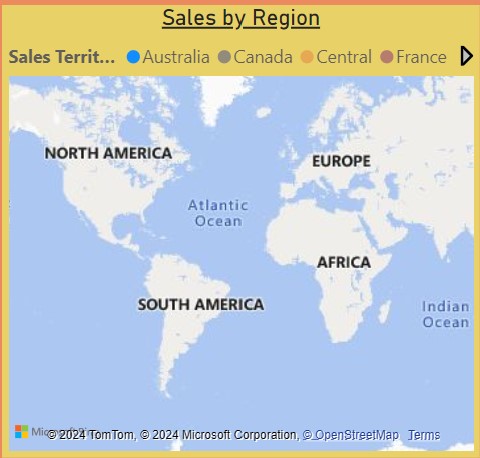 Sales by Region
Sales Territ... Australia Canada Central France
NORTH AMERICA
EUROPE
Atlantic
Ocean
AFRICA
SOUTH AMERICA
Indian
Ocean
© 2024 TomTom, © 2024 Microsoft Corporation, © OpenStreetMap Terms